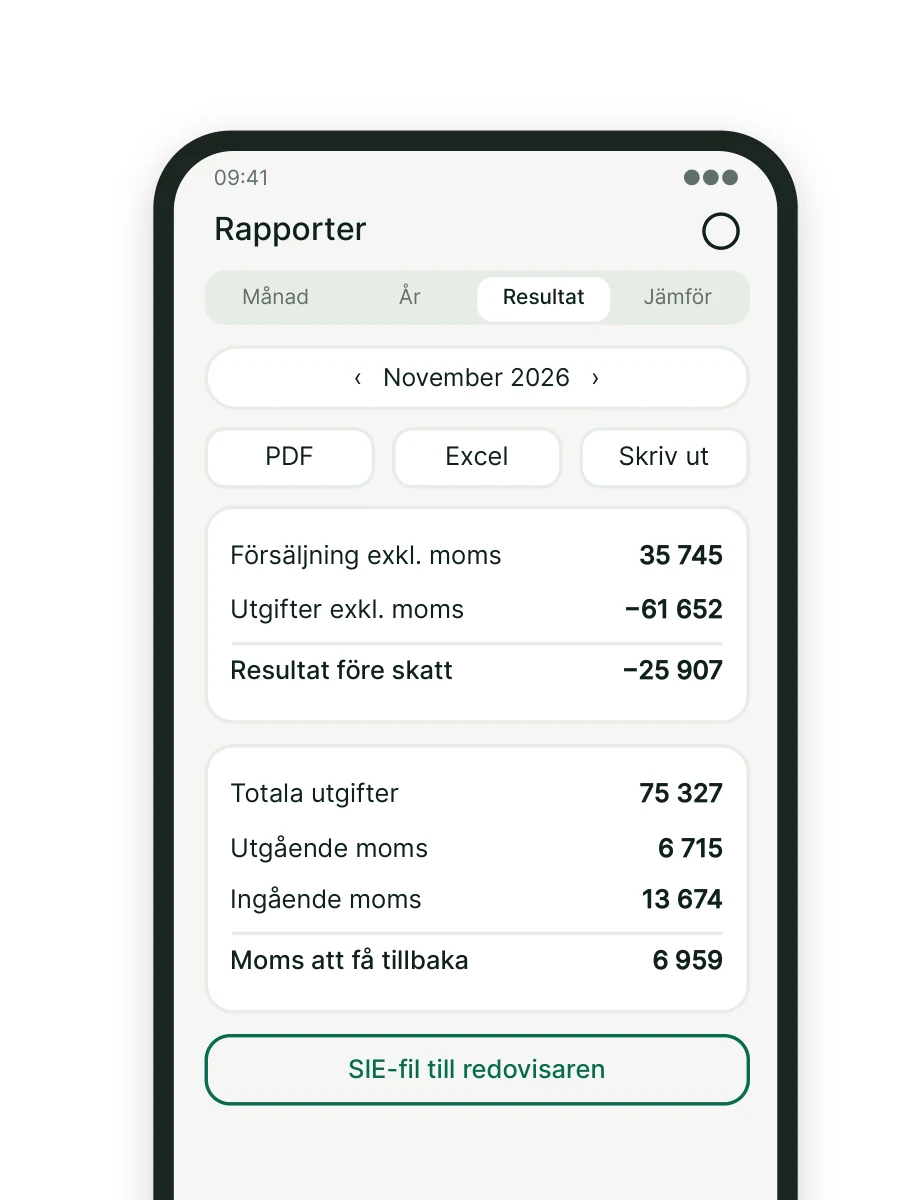 09:41
Rapporter
Månad År Resultat Jämför
‹ November 2026 ›
PDF Excel Skriv ut
Försäljning exkl. moms 35 745
Utgifter exkl. moms −61 652
Resultat före skatt −25 907
Totala utgifter 75 327
Utgående moms 6 715
Ingående moms 13 674
Moms att få tillbaka 6 959
SIE-fil till redovisaren